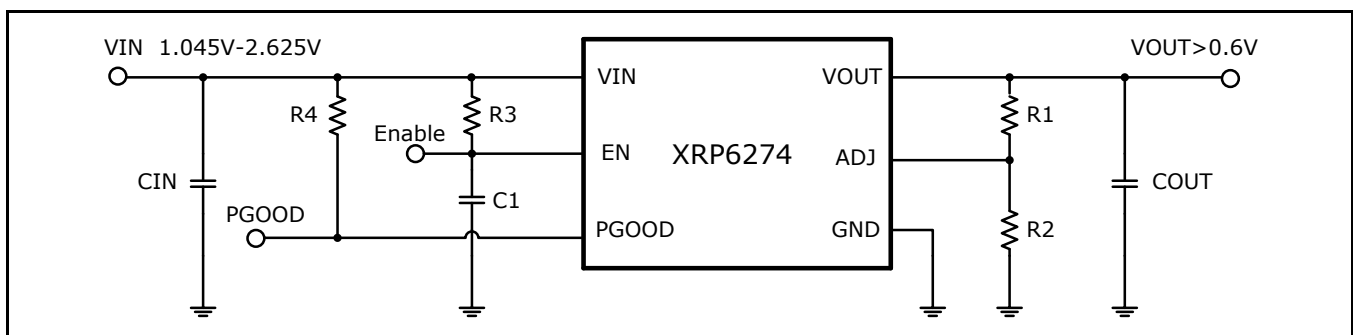 VIN 1.045V-2.625V
VOUT>0.6V
VIN
VOUT
R4
R3
R1
Enable
EN
XRP6274
ADJ
CIN
C1
COUT
PGOOD
PGOOD
GND
R2